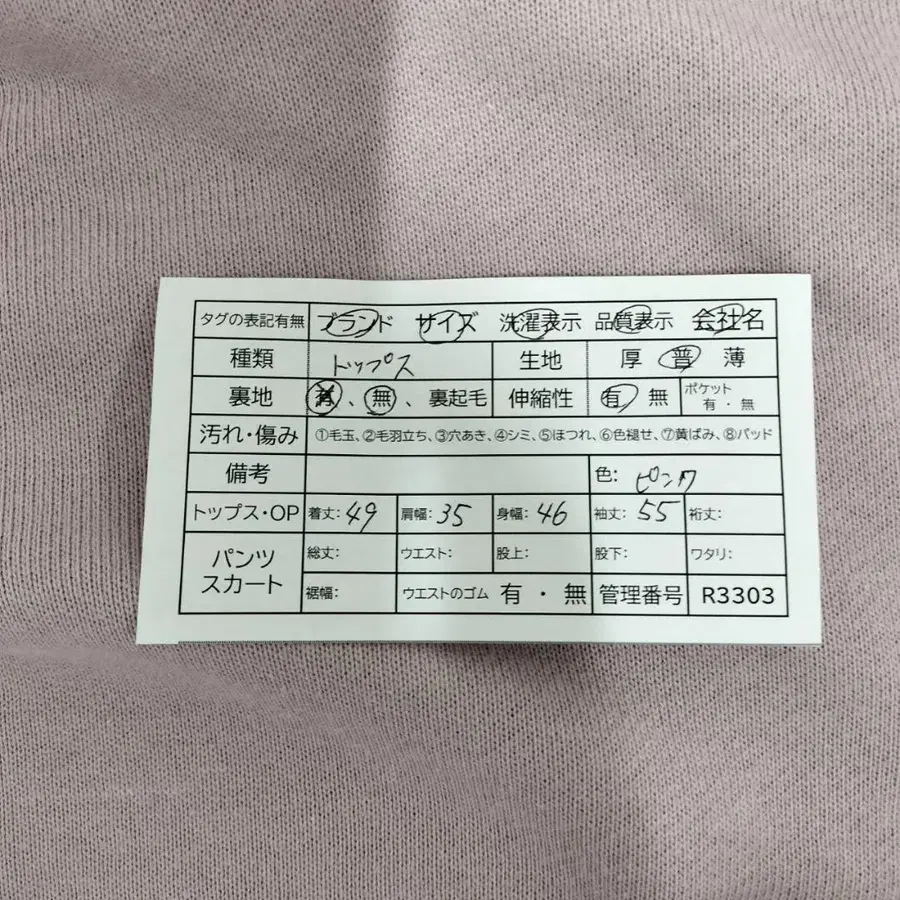 タグの表記有無 ブランド サイズ 洗濯表示 品質表示 会社名
種類 トップス 生地 厚 普 薄
裏地 有、無、裏起毛 伸縮性 有 無 ポケット 有・無
汚れ・傷み ①毛玉、②毛羽立ち、③穴あき、④シミ、⑤ほつれ、⑥色褪せ、⑦黄ばみ、⑧パッド
備考 色: ピンク
トップス・OP 着丈: 49 肩幅: 35 身幅: 46 袖丈: 55 裄丈:
パンツ スカート 総丈: ウエスト: 股上: 股下: ワタリ:
裾幅: ウエストのゴム 有・無 管理番号 R3303